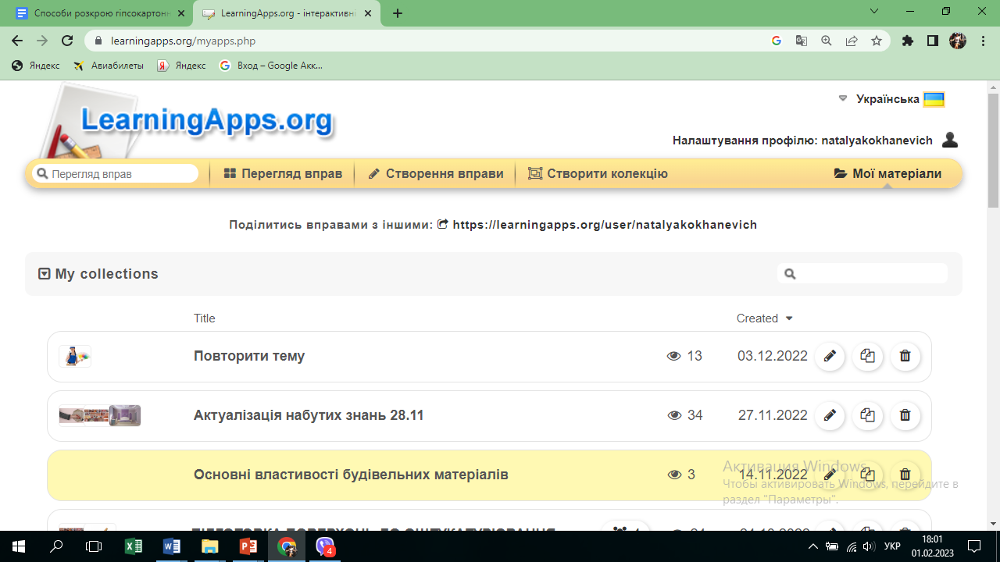 Способи розкрою гіпсокартонн
LearningApps.org - інтерактивні
learningapps.org/myapps.php
Яндекс
Авиабилеты
Яндекс
Вход – Google Акк...
LearningApps.org
Українська
Налаштування профілю: natalyakokhanevich
Перегляд вправ
Перегляд вправ
Створення вправи
Створити колекцію
Мої матеріали
Поділитись вправами з іншими: https://learningapps.org/user/natalyakokhanevich
My collections
Title Created
Повторити тему 13 03.12.2022
Актуалізація набутих знань 28.11 34 27.11.2022
Основні властивості будівельних матеріалів 3 14.11.2022
Активация Windows
Чтобы активировать Windows, перейдите в
раздел "Параметры".
4
УКР
18:01
01.02.2023